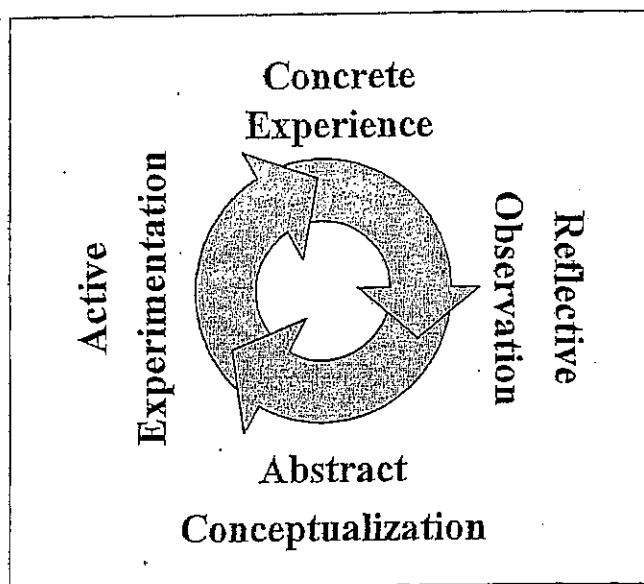 Concrete
Experience
Reflective
Observation
Abstract
Conceptualization
Active
Experimentation